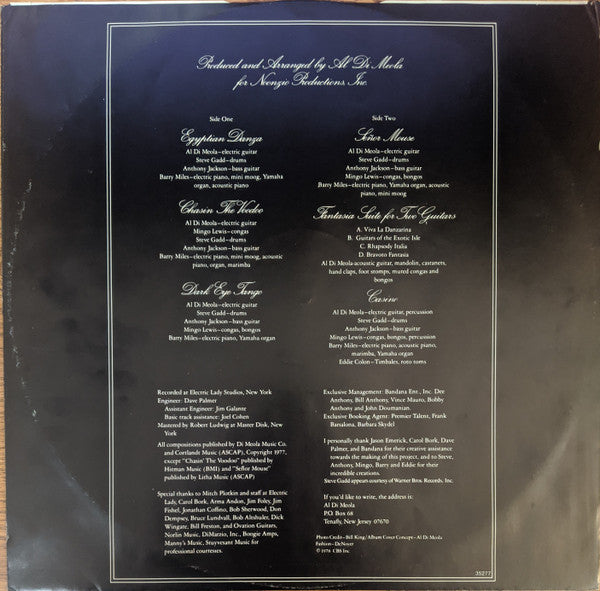 Produced and Arranged by Al Di Meola
for Neonzio Productions, Inc.
Side One
Egyptian Danza
Al Di Meola–electric guitar
Steve Gadd–drums
Anthony Jackson–bass guitar
Barry Miles–electric piano, mini moog, Yamaha
organ, acoustic piano
Chasin The Voodoo
Al Di Meola–electric guitar
Mingo Lewis–congas
Steve Gadd–drums
Anthony Jackson–bass guitar
Barry Miles–electric piano, mini moog, acoustic
piano, organ, marimba
Dark Eye Tango
Al Di Meola–electric guitar
Steve Gadd–drums
Anthony Jackson–bass guitar
Mingo Lewis–congas, bongos
Barry Miles–electric piano, Yamaha organ
Side Two
Señor Mouse
Al Di Meola–electric guitar
Steve Gadd–drums
Anthony Jackson–bass guitar
Mingo Lewis–congas, bongos
Barry Miles–electric piano, Yamaha organ, acoustic
piano, mini moog
Fantasia Suite for Two Guitars
A. Viva La Danzarina
B. Guitars of the Exotic Isle
C. Rhapsody Italia
D. Bravoto Fantasia
Al Di Meola-acoustic guitar, mandolin, castanets,
hand claps, foot stomps, mured congas and
bongos
Casino
Al Di Meola–electric guitar, percussion
Steve Gadd–drums
Anthony Jackson–bass guitar
Mingo Lewis–congas, bongos, percussion
Barry Miles–electric piano, acoustic piano,
marimba, Yamaha organ
Eddie Colon–Timbales, roto toms
Recorded at Electric Lady Studios, New York
Engineer: Dave Palmer
Assistant Engineer: Jim Galante
Basic track assistance: Joel Cohen
Mastered by Robert Ludwig at Master Disk, New
York
All compositions published by Di Meola Music Co.
and Cortlandt Music (ASCAP), Copyright 1977,
except "Chasin' The Voodoo" published by
Hitman Music (BMI) and "Señor Mouse"
published by Litha Music (ASCAP)
Special thanks to Mitch Plotkin and staff at Electric
Lady, Carol Bork, Arma Andon, Jim Foley, Jim
Fishel, Jonathan Coffino, Bob Sherwood, Don
Dempsey, Bruce Lundvall, Bob Altshuler, Dick
Wingate, Bill Freston, and Ovation Guitars,
Norlin Music, DiMarzio, Inc., Boogie Amps,
Manny's Music, Stuyvesant Music for
professional courtesies.
Exclusive Management: Bandana Ent., Inc. Dee
Anthony, Bill Anthony, Vince Mauro, Bobby
Anthony and John Doumanian.
Exclusive Booking Agent: Premier Talent, Frank
Barsalona, Barbara Skydel
I personally thank Jason Emerick, Carol Bork, Dave
Palmer, and Bandana for their creative assistance
towards the making of this project, and to Steve,
Anthony, Mingo, Barry and Eddie for their
incredible creations.
Steve Gadd appears courtesy of Warner Bros. Records, Inc.
If you'd like to write, the address is:
Al Di Meola
P.O. Box 68
Tenafly, New Jersey 07670
Photo Credit - Bill King/Album Cover Concept - Al Di Meola
Fashion - DeNoyer
© 1978 CBS Inc.
35277